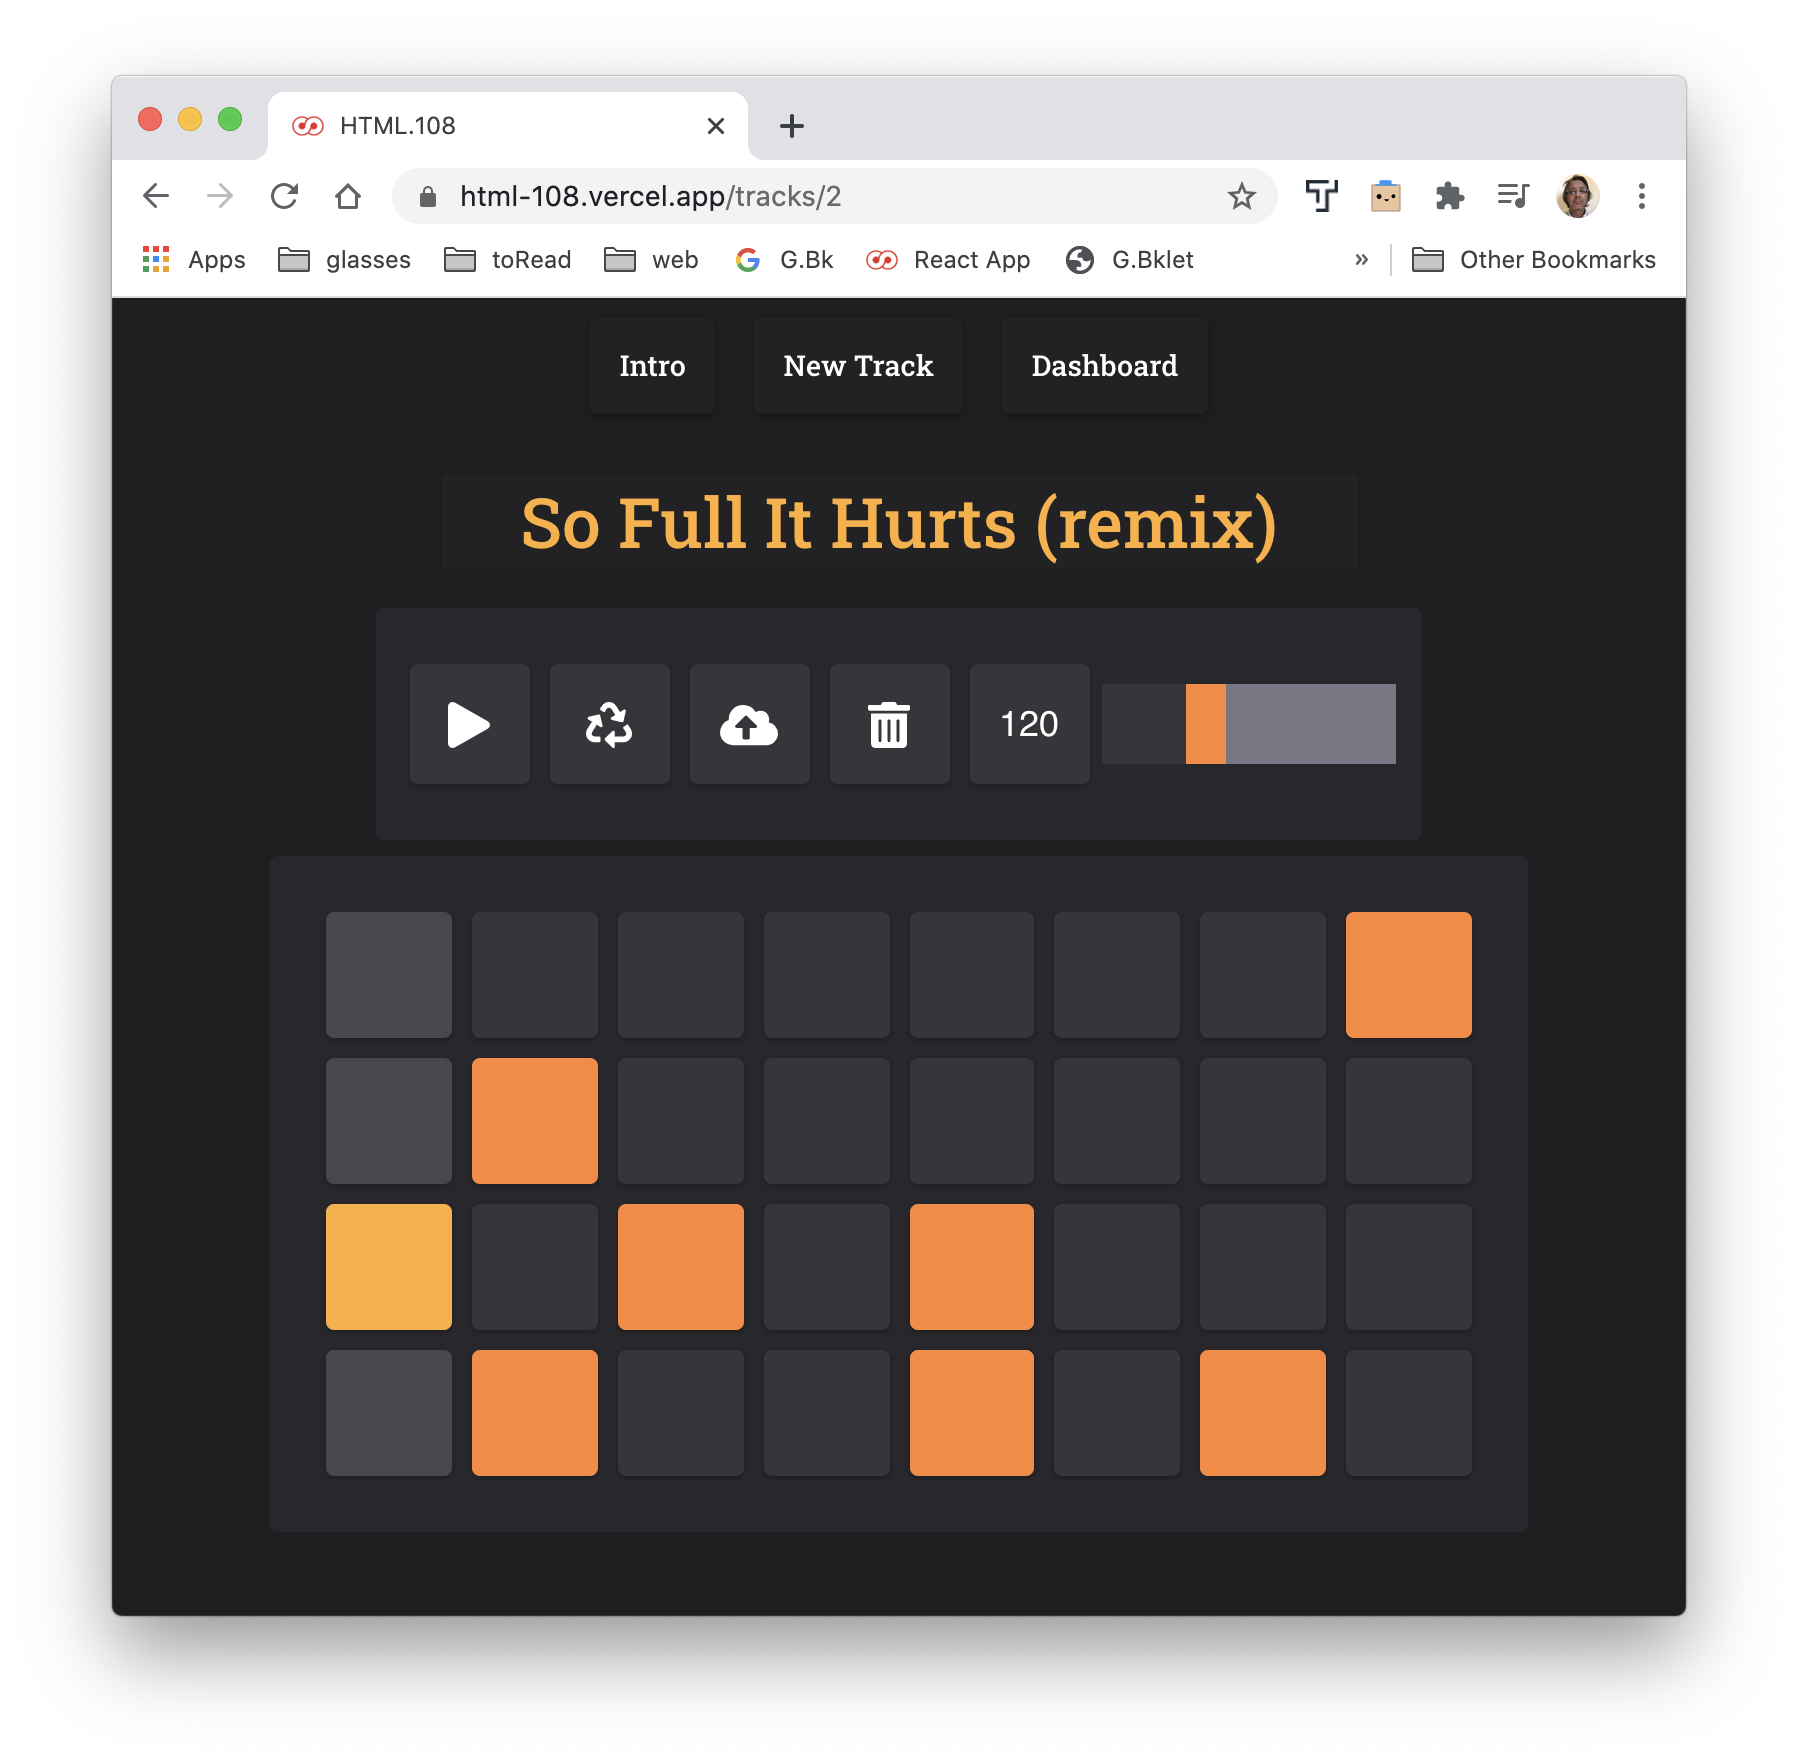 HTML.108
html-108.vercel.app/tracks/2
Apps glasses toRead web G.Bk React App G.Bklet » Other Bookmarks
Intro New Track Dashboard
So Full It Hurts (remix)
120